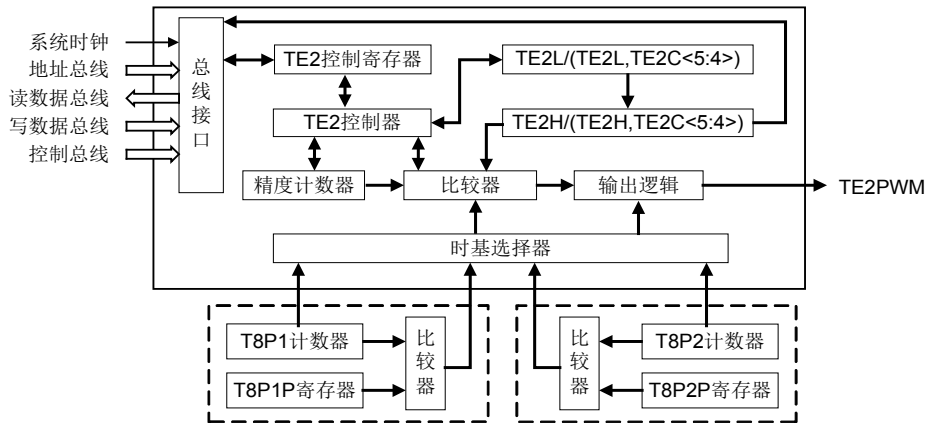 系统时钟
地址总线
读数据总线
写数据总线
控制总线
总线接口
TE2控制寄存器
TE2L/(TE2L,TE2C<5:4>)
TE2控制器
TE2H/(TE2H,TE2C<5:4>)
精度计数器
比较器
输出逻辑
TE2PWM
时基选择器
T8P1计数器
T8P1P寄存器
比较器
比较器
T8P2计数器
T8P2P寄存器